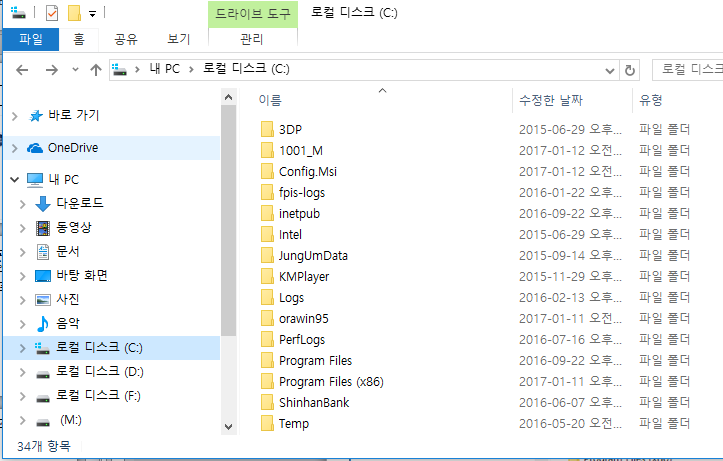 드라이브 도구 로컬 디스크 (C:)
파일 홈 공유 보기 관리
내 PC 로컬 디스크 (C:) 로컬 디스크
이름 수정한 날짜 유형
바로 가기
OneDrive
내 PC
다운로드
동영상
문서
바탕 화면
사진
음악
로컬 디스크 (C:)
로컬 디스크 (D:)
로컬 디스크 (F:)
(M:)
3DP 2015-06-29 오후... 파일 폴더
1001_M 2017-01-12 오전... 파일 폴더
Config.Msi 2017-01-12 오후... 파일 폴더
fpis-logs 2016-01-22 오후... 파일 폴더
inetpub 2016-09-22 오후... 파일 폴더
Intel 2015-06-29 오후... 파일 폴더
JungUmData 2015-09-14 오후... 파일 폴더
KMPlayer 2015-11-29 오후... 파일 폴더
Logs 2016-02-13 오후... 파일 폴더
orawin95 2017-01-11 오전... 파일 폴더
PerfLogs 2016-07-16 오후... 파일 폴더
Program Files 2016-09-22 오후... 파일 폴더
Program Files (x86) 2017-01-11 오후... 파일 폴더
ShinhanBank 2016-06-07 오후... 파일 폴더
Temp 2016-05-20 오전... 파일 폴더
34개 항목